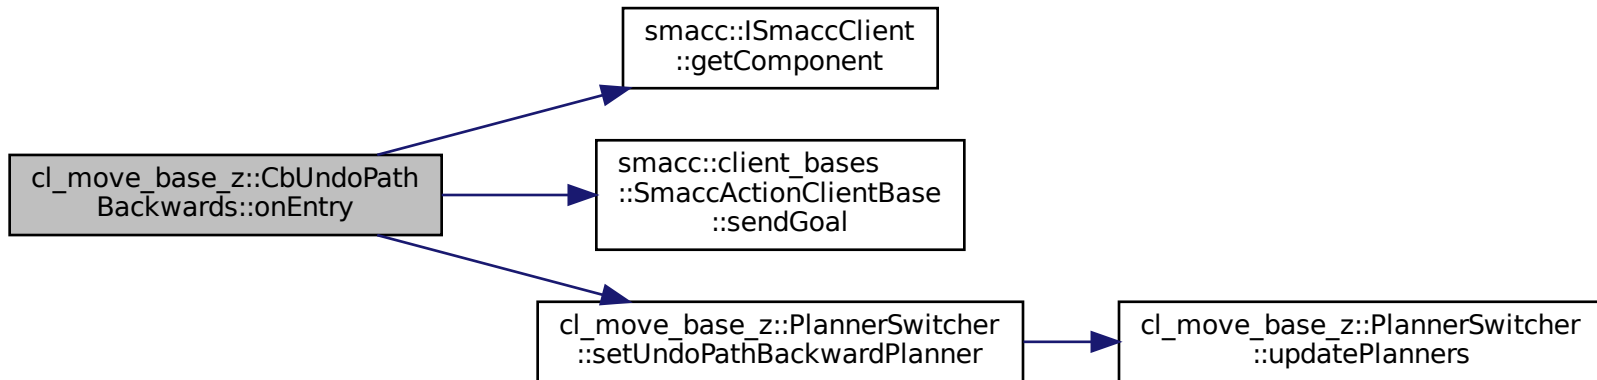 smacc::ISmaccClient
::getComponent
cl_move_base_z::CbUndoPath
Backwards::onEntry
smacc::client_bases
::SmaccActionClientBase
::sendGoal
cl_move_base_z::PlannerSwitcher
::setUndoPathBackwardPlanner
cl_move_base_z::PlannerSwitcher
::updatePlanners